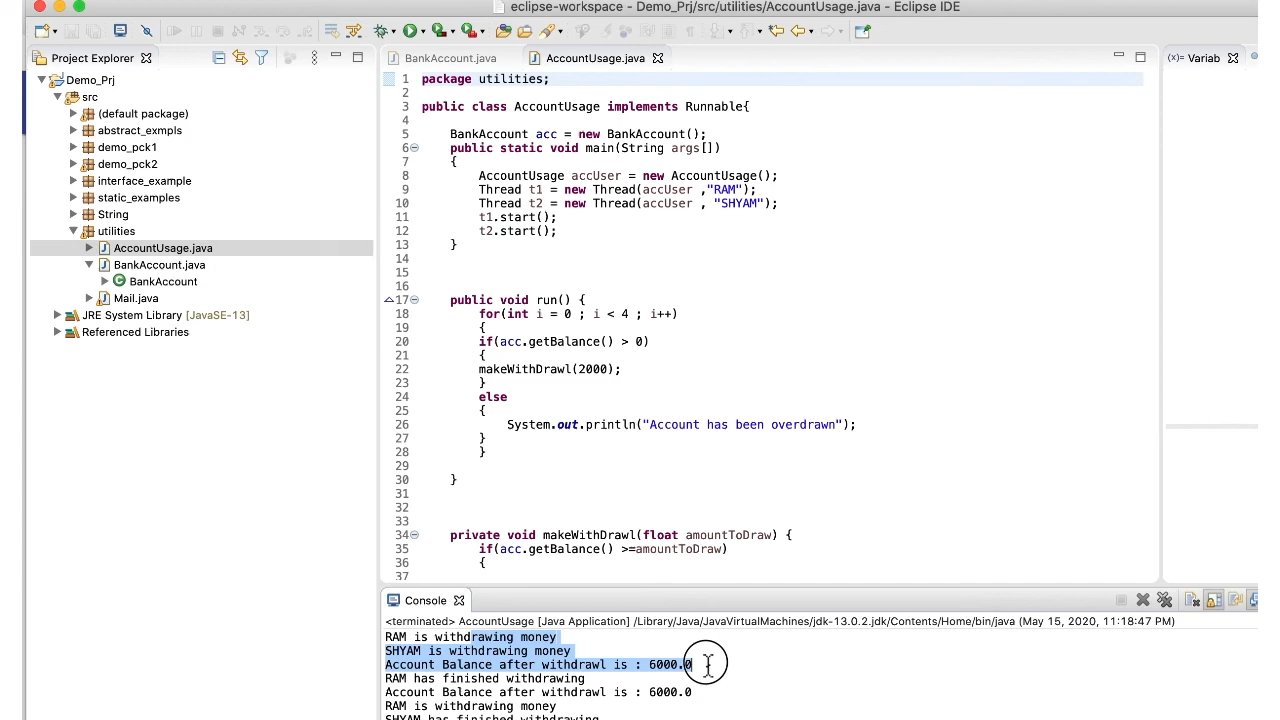 eclipse-workspace - Demo_Prj/src/utilities/AccountUsage.java - Eclipse IDE
Project Explorer
Demo_Prj
src
(default package)
abstract_exmpls
demo_pck1
demo_pck2
interface_example
static_examples
String
utilities
AccountUsage.java
BankAccount.java
BankAccount
Mail.java
JRE System Library [JavaSE-13]
Referenced Libraries
BankAccount.java
AccountUsage.java
1 package utilities;
2
3 public class AccountUsage implements Runnable{
4
5 BankAccount acc = new BankAccount();
6 public static void main(String args[])
7 {
8 AccountUsage accUser = new AccountUsage();
9 Thread t1 = new Thread(accUser ,"RAM");
10 Thread t2 = new Thread(accUser , "SHYAM");
11 t1.start();
12 t2.start();
13 }
14
15
16
17 public void run() {
18 for(int i = 0 ; i < 4 ; i++)
19 {
20 if(acc.getBalance() > 0)
21 {
22 makeWithDrawl(2000);
23 }
24 else
25 {
26 System.out.println("Account has been overdrawn");
27 }
28 }
29
30 }
31
32
33
34 private void makeWithDrawl(float amountToDraw) {
35 if(acc.getBalance() >=amountToDraw)
36 {
37
(x)= Variab
Console
<terminated> AccountUsage [Java Application] /Library/Java/JavaVirtualMachines/jdk-13.0.2.jdk/Contents/Home/bin/java (May 15, 2020, 11:18:47 PM)
RAM is withdrawing money
SHYAM is withdrawing money
Account Balance after withdrawl is : 6000.0
RAM has finished withdrawing
Account Balance after withdrawl is : 6000.0
RAM is withdrawing money
SHYAM has finished withdrawing